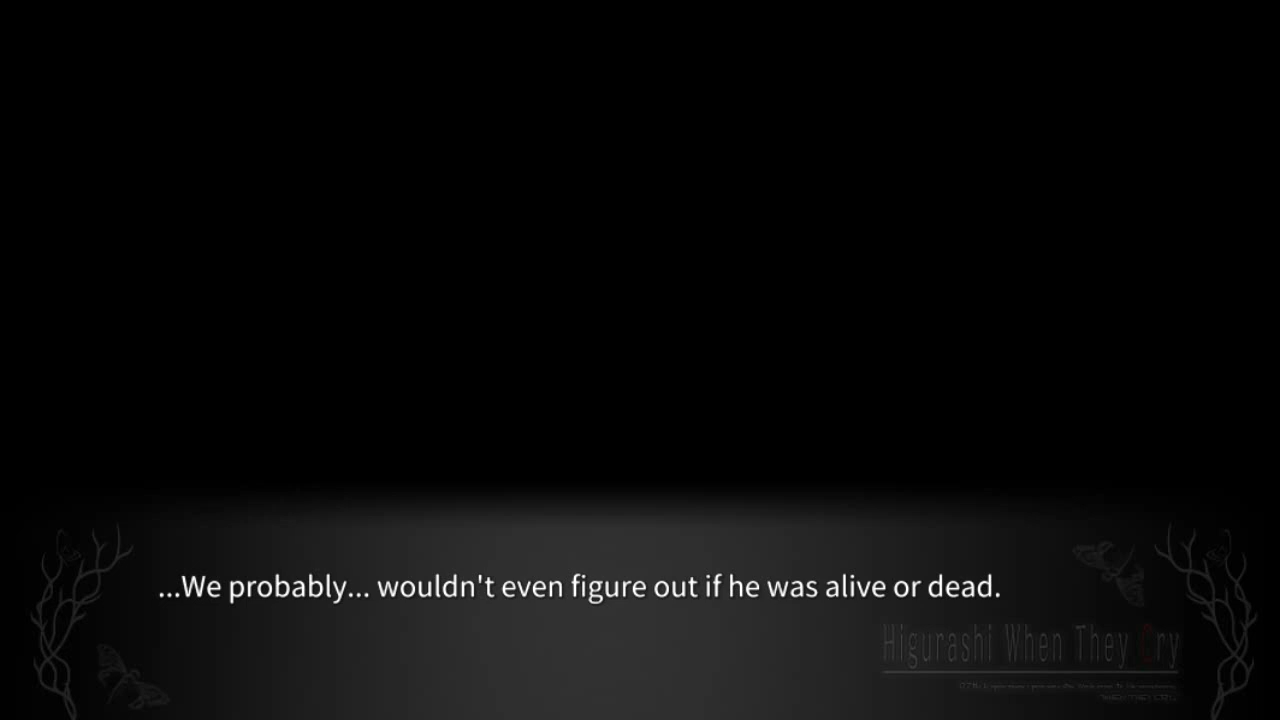 ...We probably... wouldn't even figure out if he was alive or dead.
Higurashi When They Cry